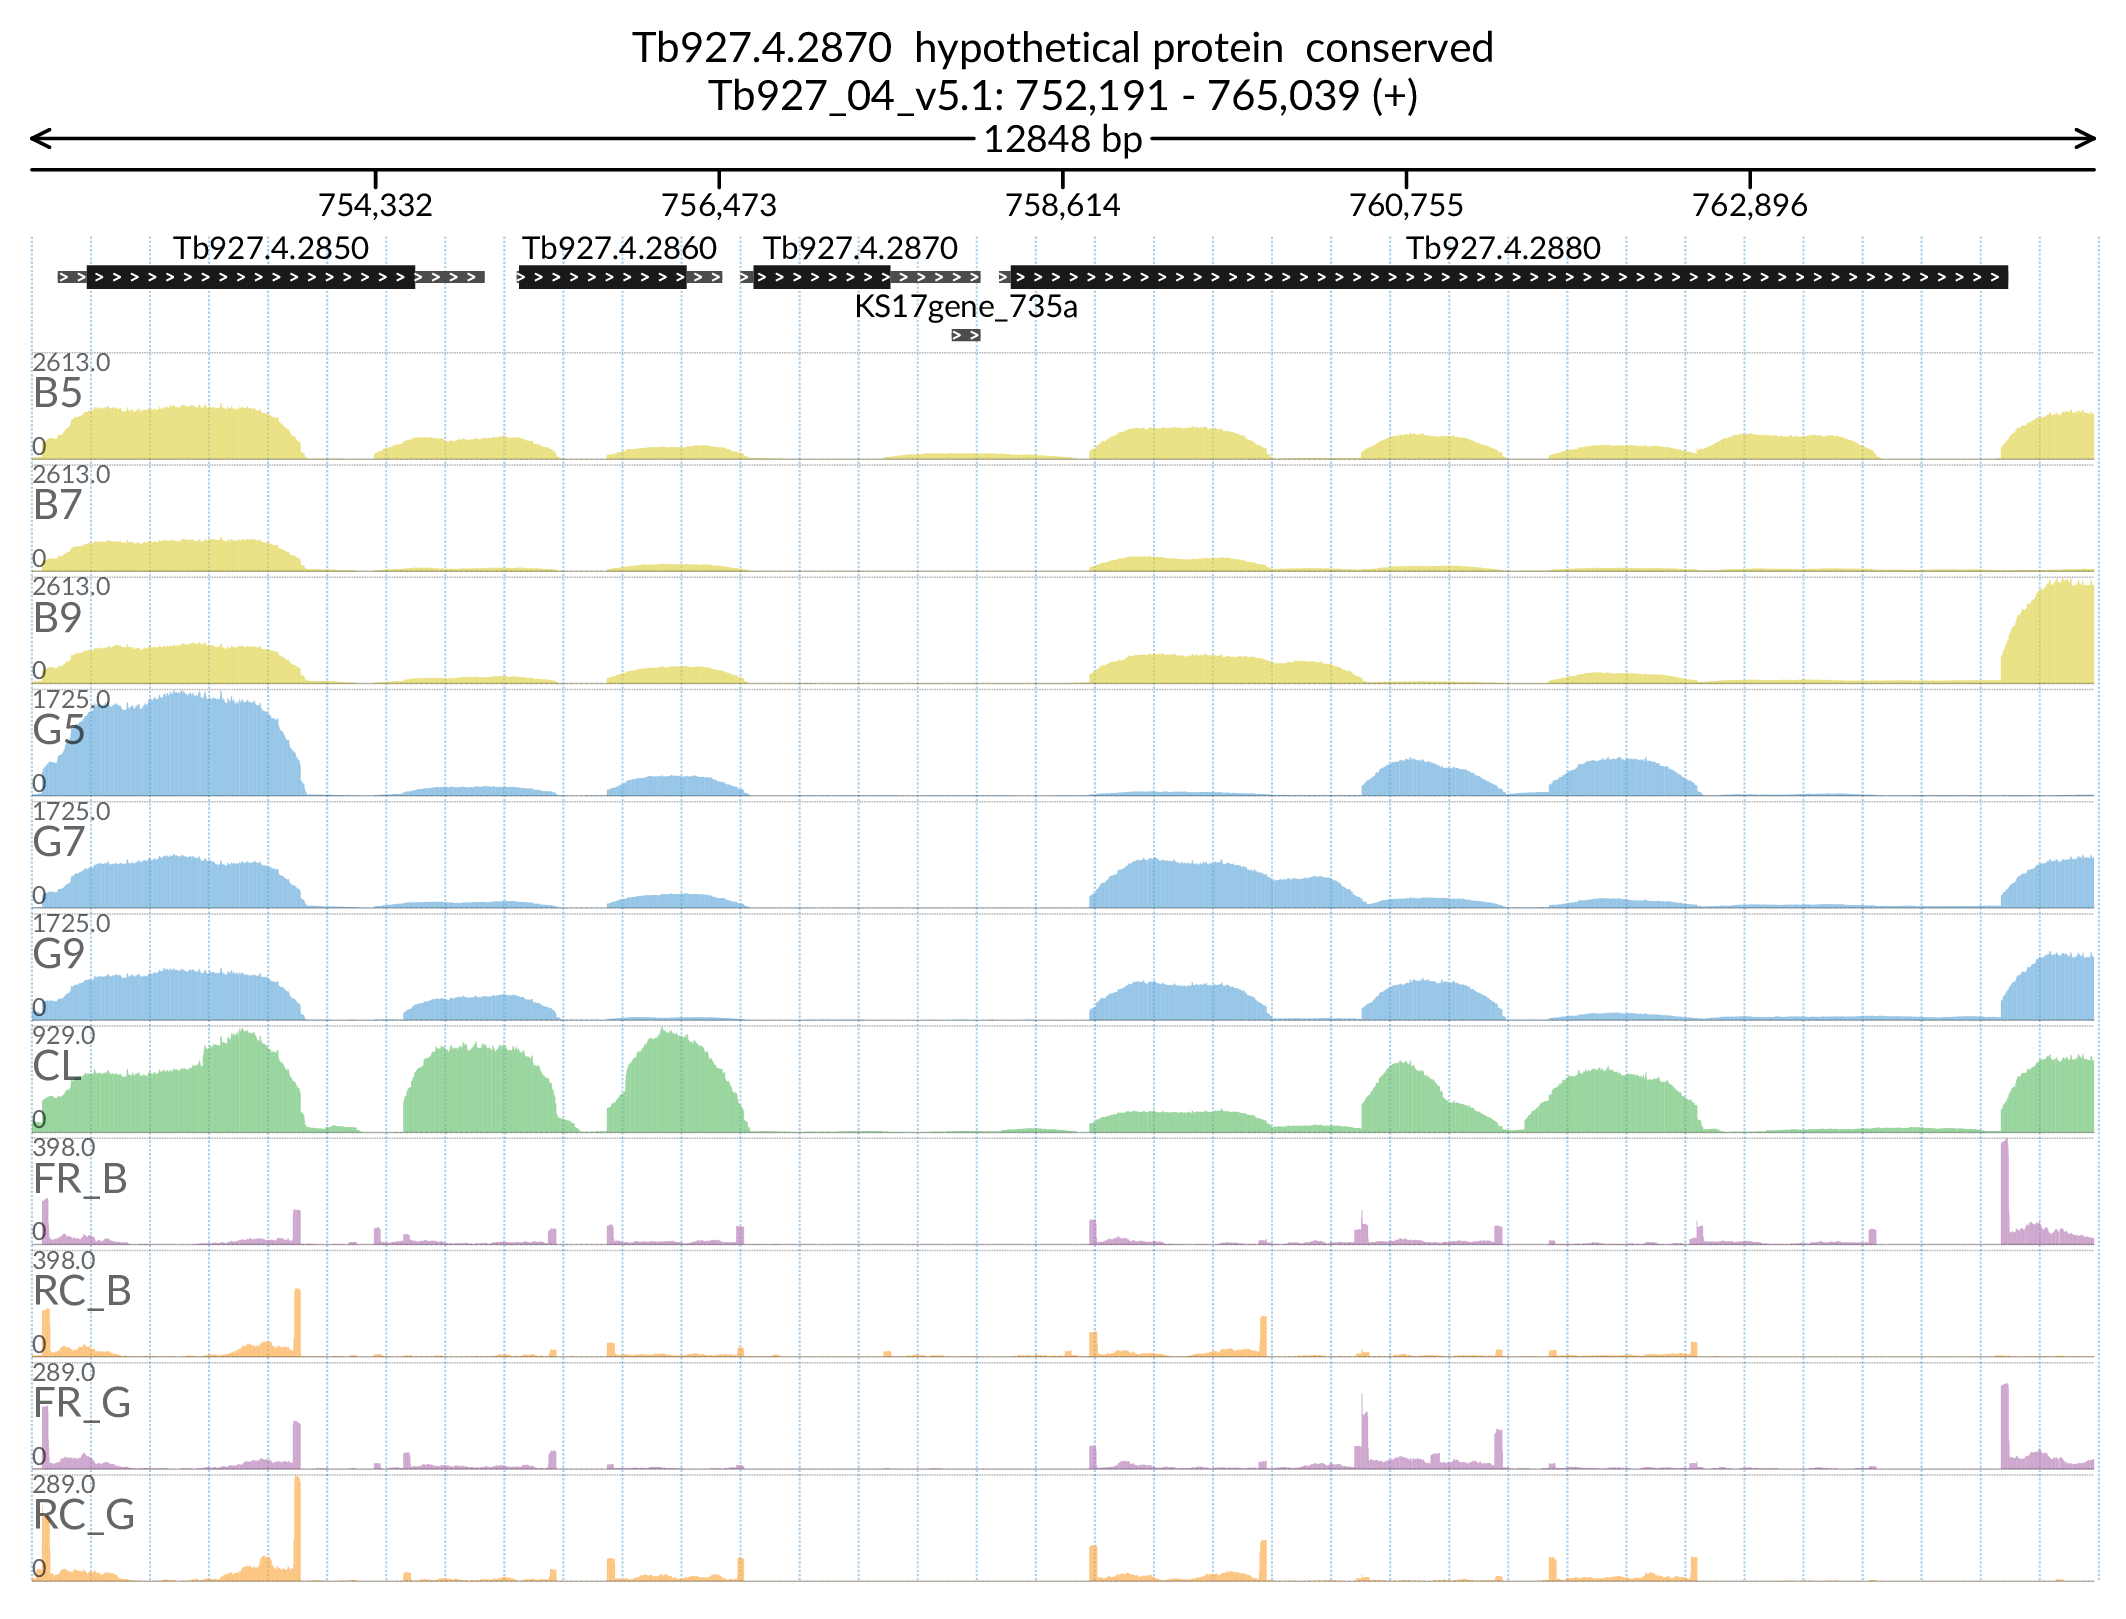 Tb927.4.2870  hypothetical protein  conserved
Tb927_04_v5.1: 752,191 - 765,039 (+)
12848 bp
754,332 756,473 758,614 760,755 762,896
Tb927.4.2850 Tb927.4.2860 Tb927.4.2870 Tb927.4.2880
KS17gene_735a
2613.0
B5
0
2613.0
B7
0
2613.0
B9
0
1725.0
G5
0
1725.0
G7
0
1725.0
G9
0
929.0
CL
0
398.0
FR_B
0
398.0
RC_B
0
289.0
FR_G
0
289.0
RC_G
0